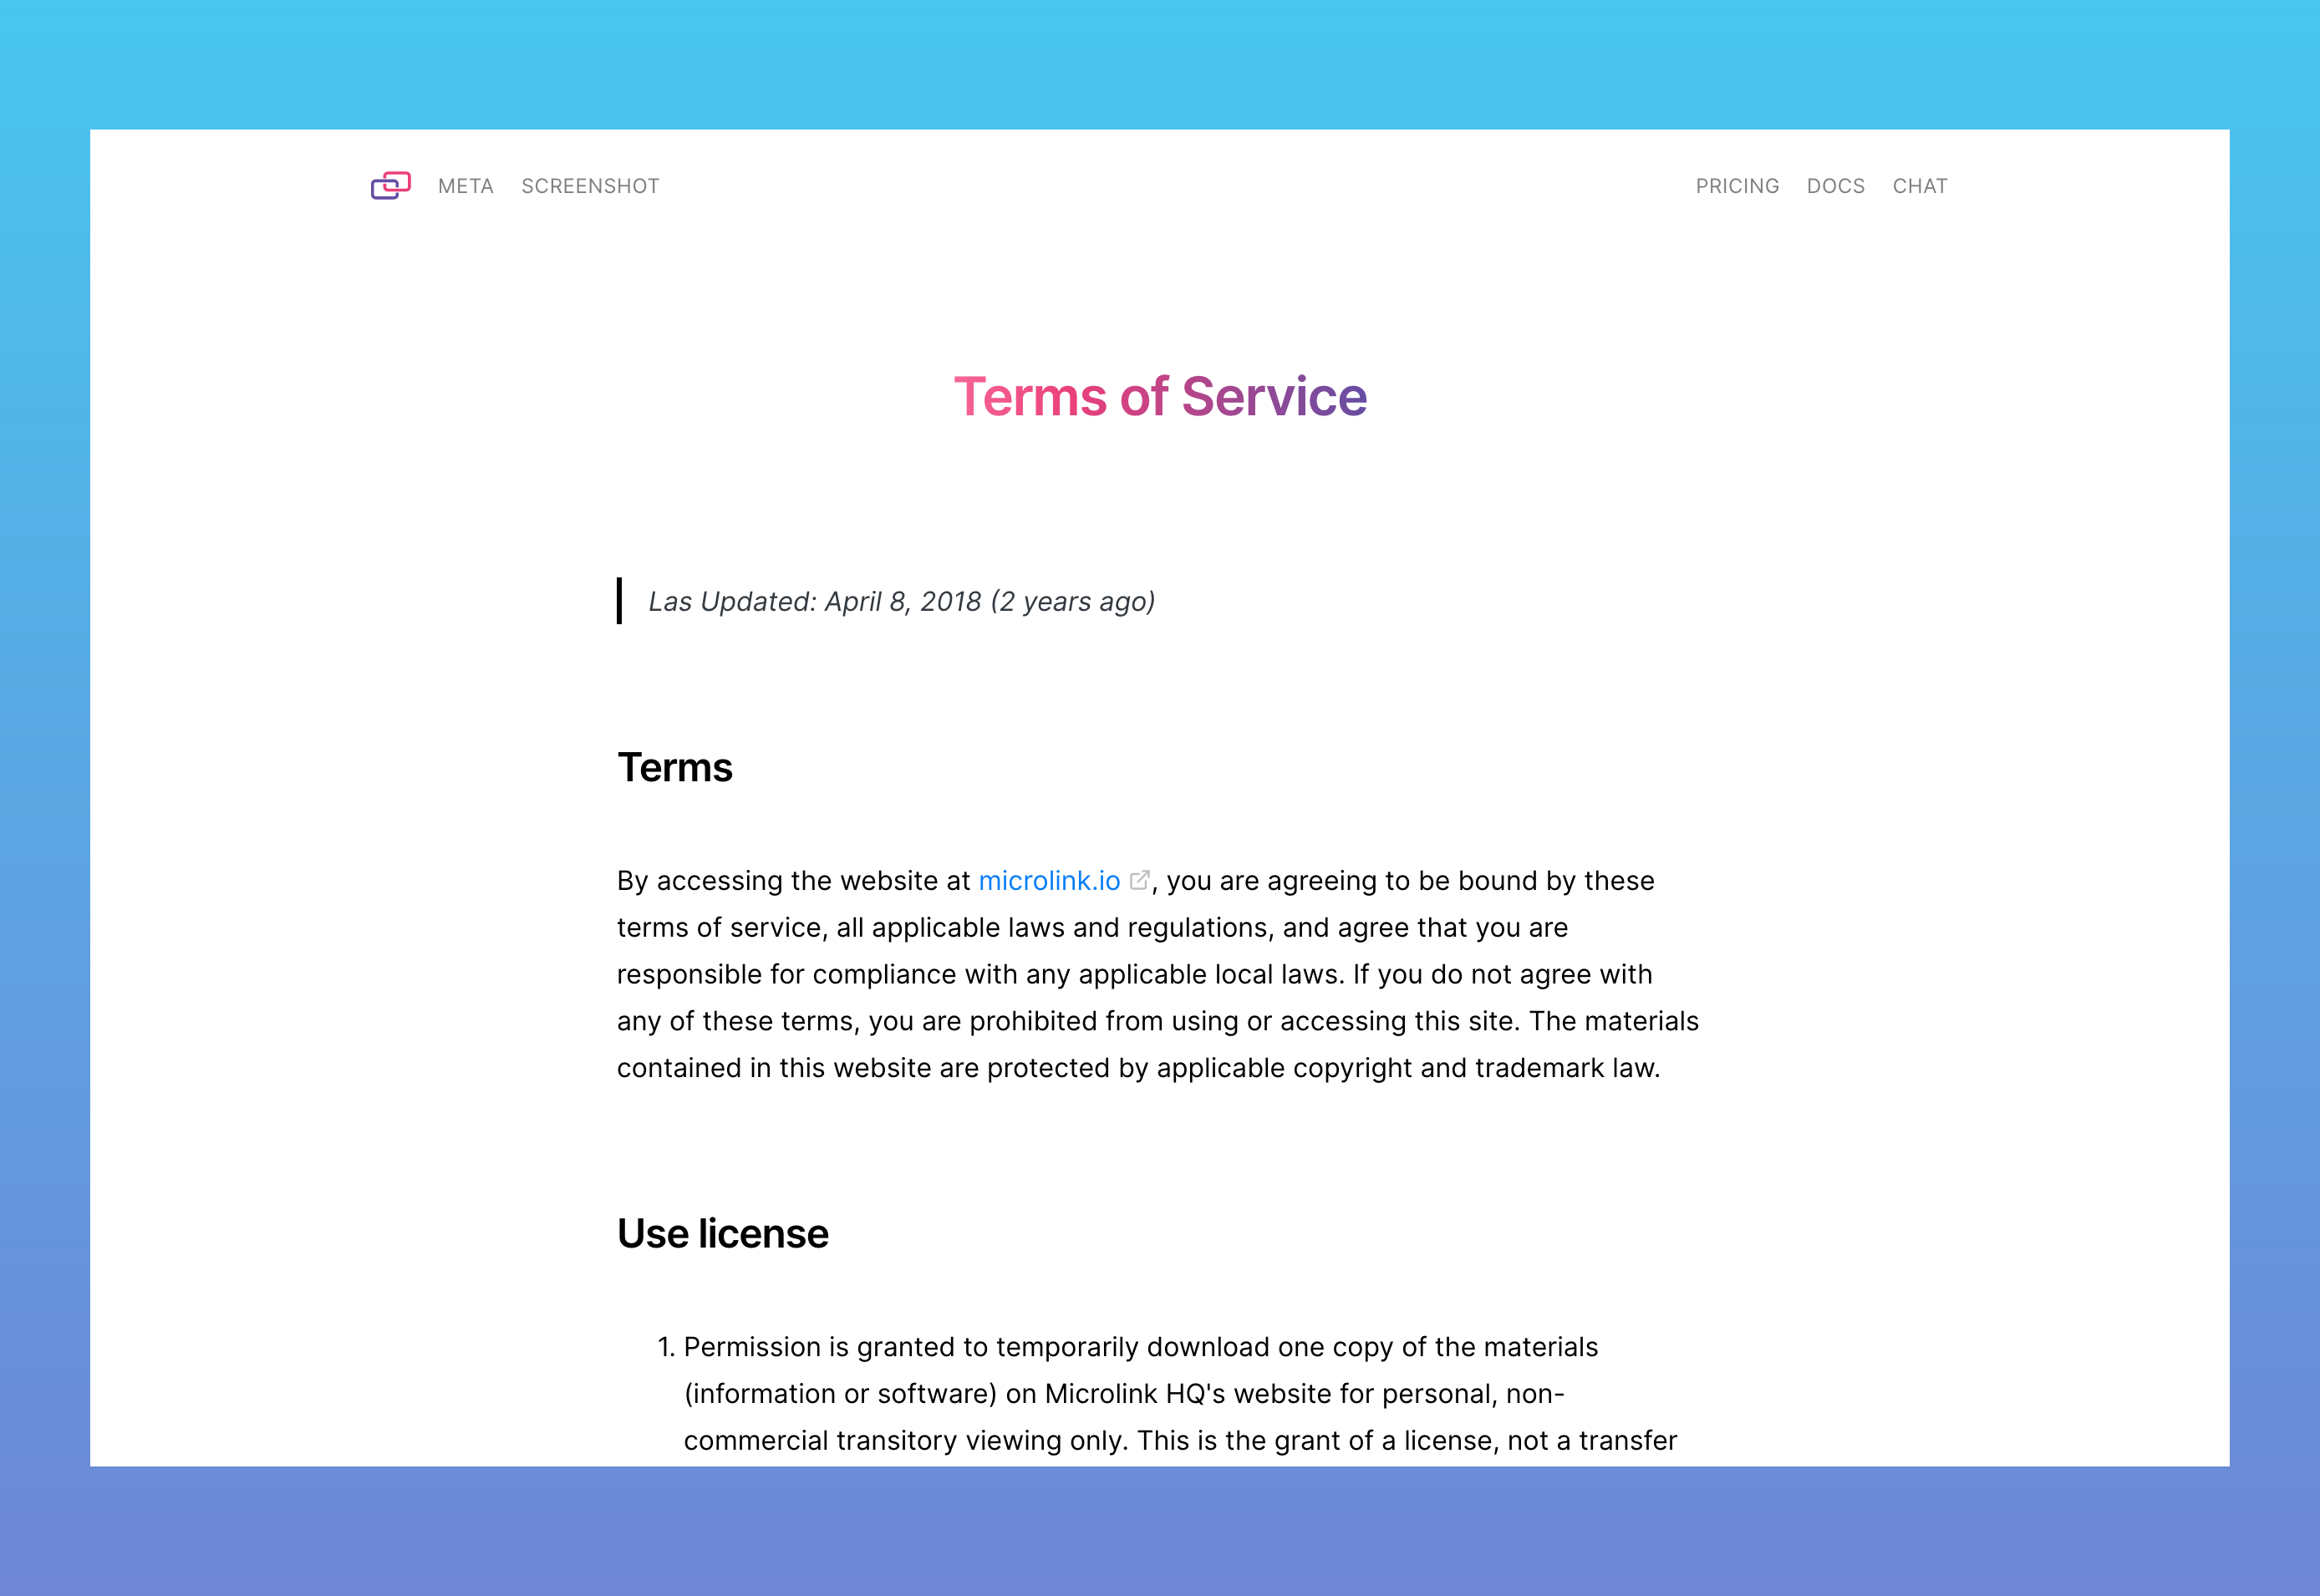 META SCREENSHOT PRICING DOCS CHAT
Terms of Service
Las Updated: April 8, 2018 (2 years ago)
Terms
By accessing the website at microlink.io, you are agreeing to be bound by these
terms of service, all applicable laws and regulations, and agree that you are
responsible for compliance with any applicable local laws. If you do not agree with
any of these terms, you are prohibited from using or accessing this site. The materials
contained in this website are protected by applicable copyright and trademark law.
Use license
1. Permission is granted to temporarily download one copy of the materials
(information or software) on Microlink HQ's website for personal, non-
commercial transitory viewing only. This is the grant of a license, not a transfer